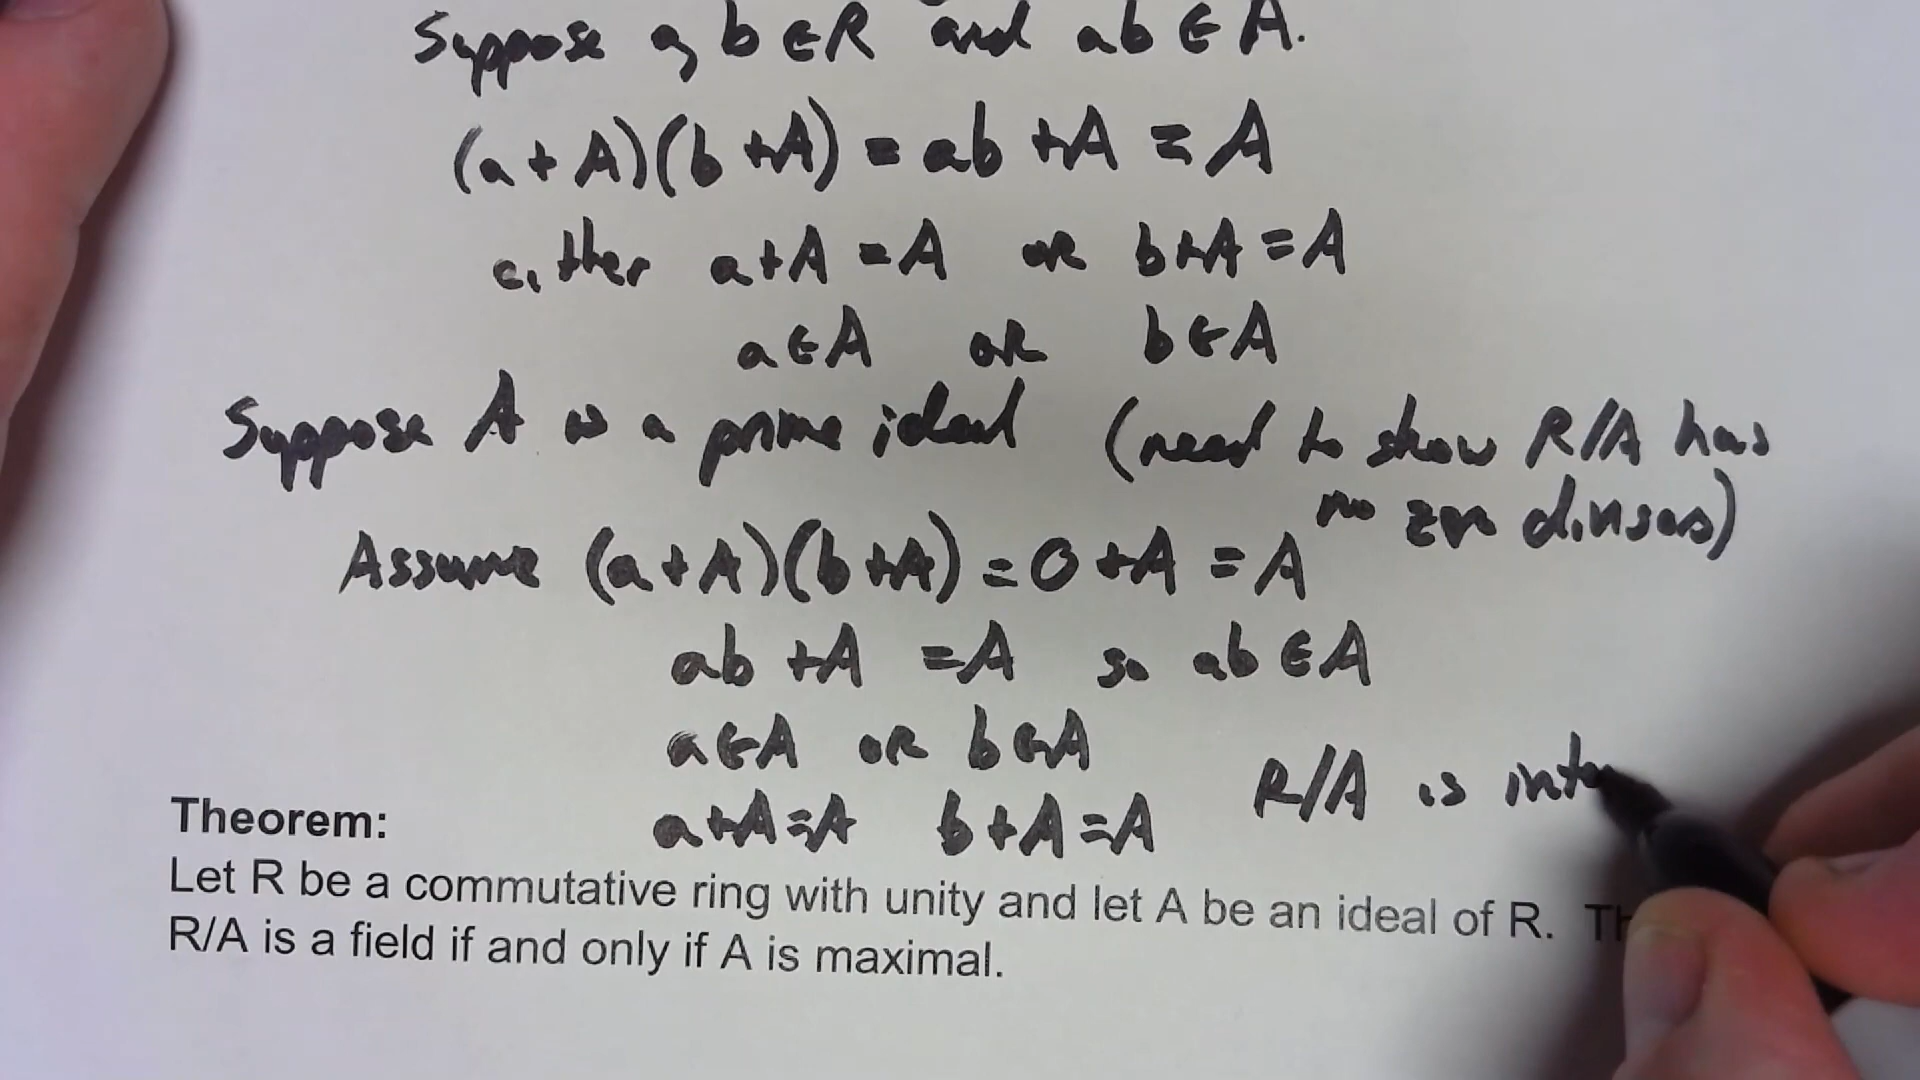 Suppose a, b ∈ R and ab ∈ A.
(a + A)(b + A) = ab + A = A
either a+A = A or b+A = A
a ∈ A or b ∈ A
Suppose A is a prime ideal (need to show R/A has
no zero divisors)
Assume (a+A)(b+A) = 0 + A = A
ab + A = A so ab ∈ A
a ∈ A or b ∈ A
R/A is inte
a+A=A b+A=A
Theorem:
Let R be a commutative ring with unity and let A be an ideal of R. Th
R/A is a field if and only if A is maximal.